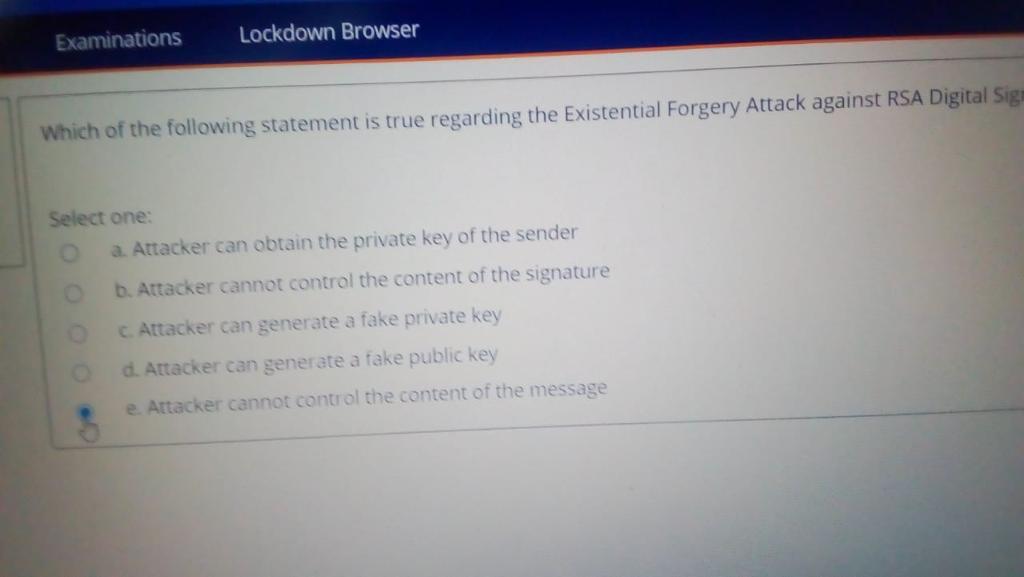 Examinations Lockdown Browser
Which of the following statement is true regarding the Existential Forgery Attack against RSA Digital
Select one:
a. Attacker can obtain the private key of the sender
b. Attacker cannot control the content of the signature
c. Attacker can generate a fake private key
d. Attacker can generate a fake public key
e. Attacker cannot control the content of the message